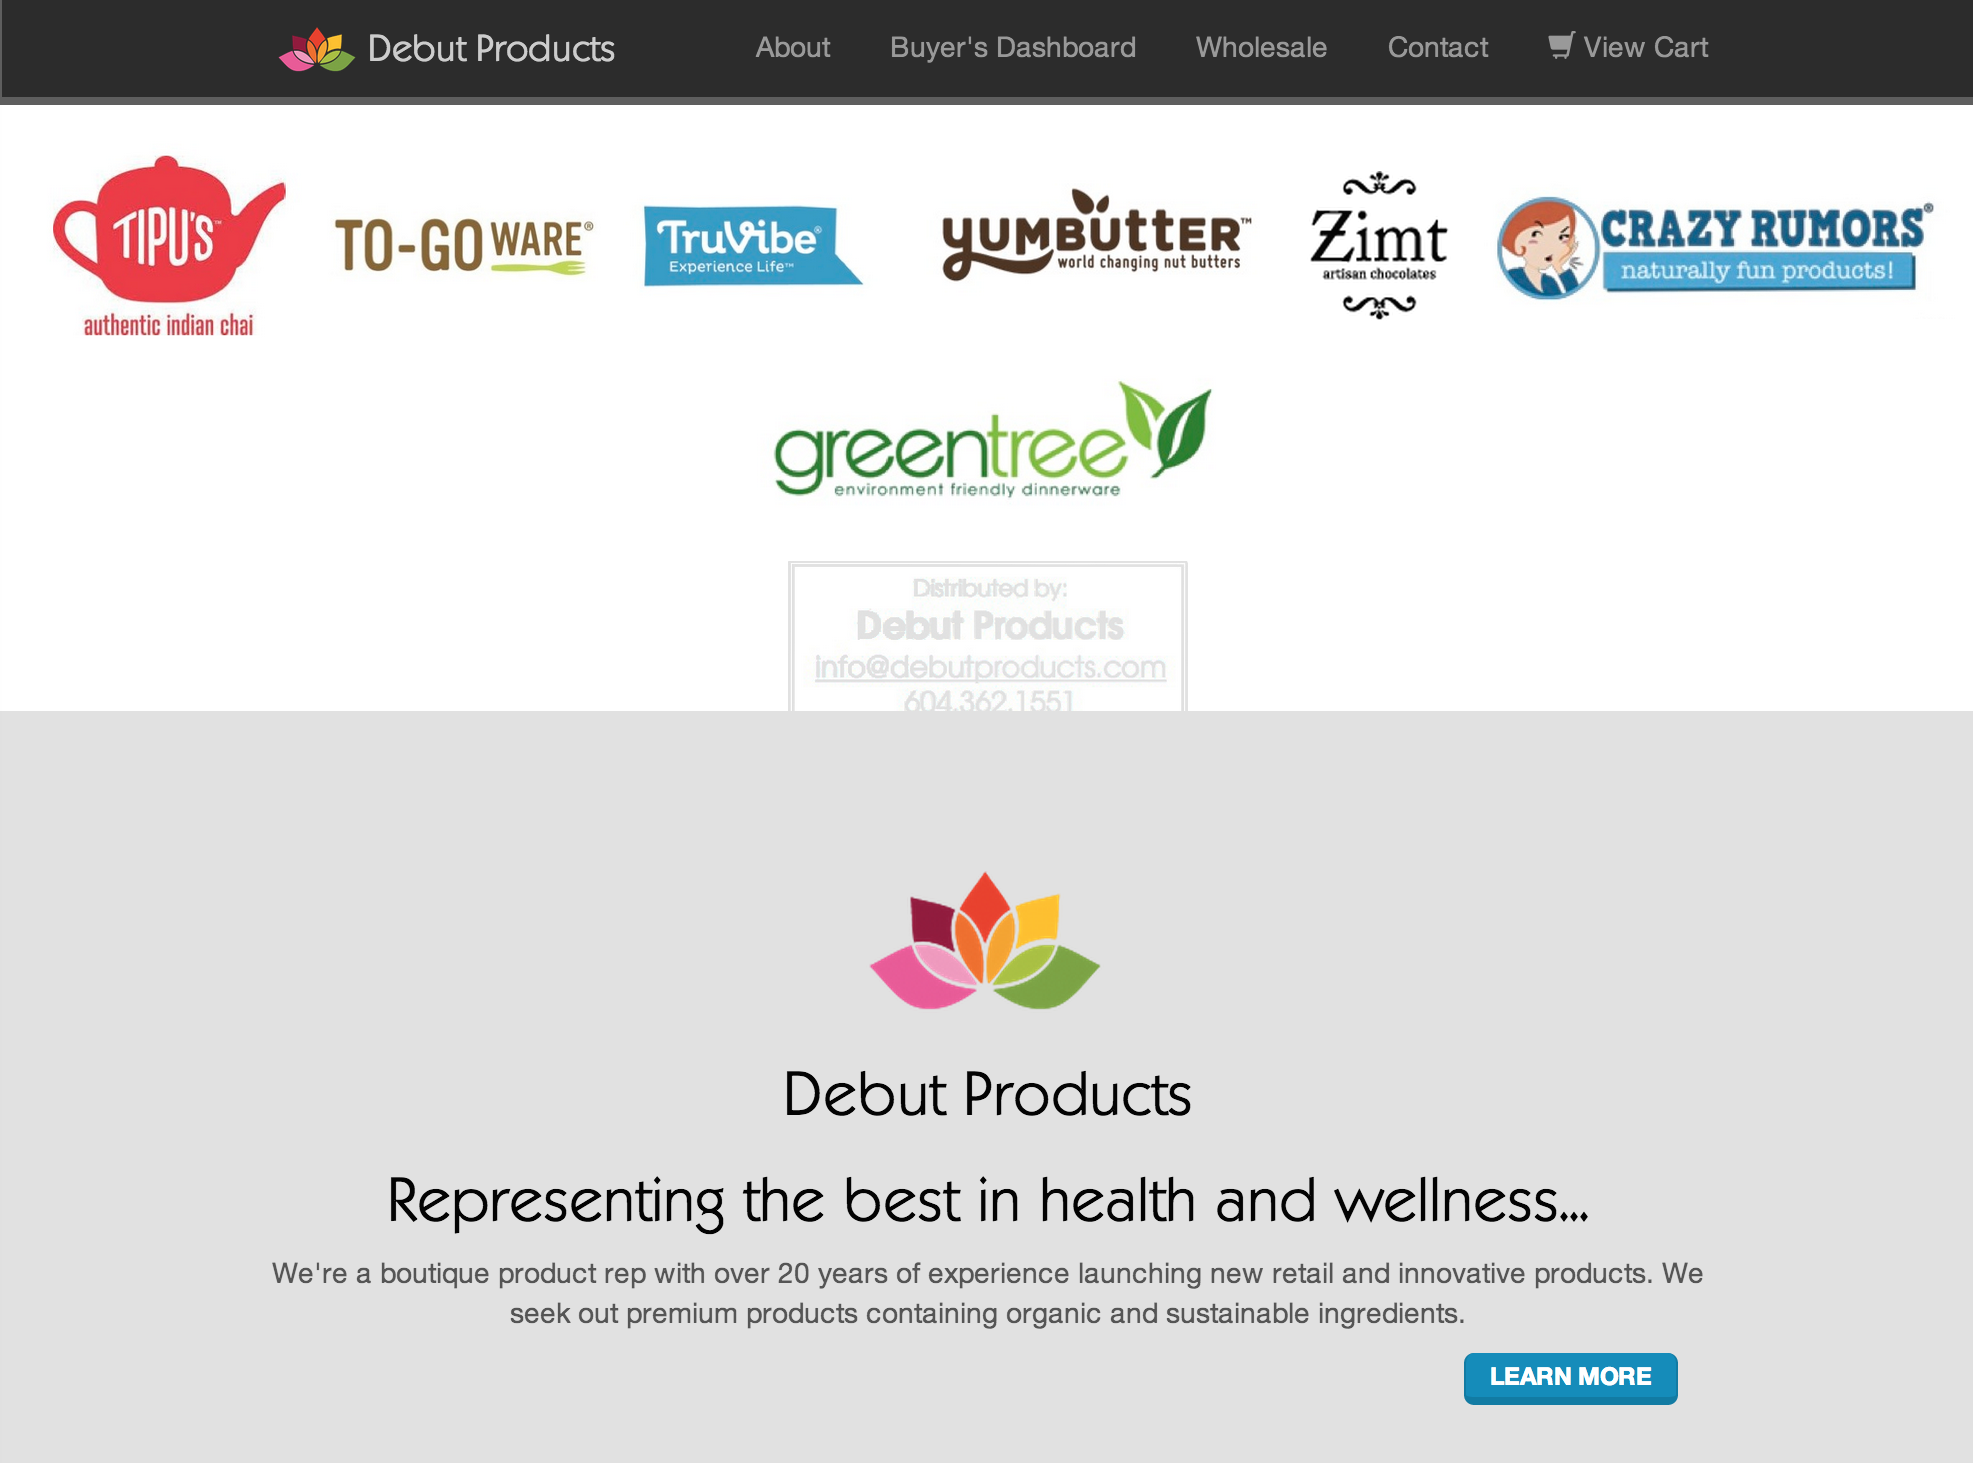 Debut Products
About
Buyer's Dashboard
Wholesale
Contact
View Cart
TIPU'S™
authentic indian chai
TO-GO WARE®
TruVibe®
Experience Life™
YUMBUTTER™
world changing nut butters
Zimt
artisan chocolates
CRAZY RUMORS®
naturally fun products!
greentree
environment friendly dinnerware
Distributed by:
Debut Products
info@debutproducts.com
604.362.1551
Debut Products
Representing the best in health and wellness...
We're a boutique product rep with over 20 years of experience launching new retail and innovative products. We
seek out premium products containing organic and sustainable ingredients.
LEARN MORE